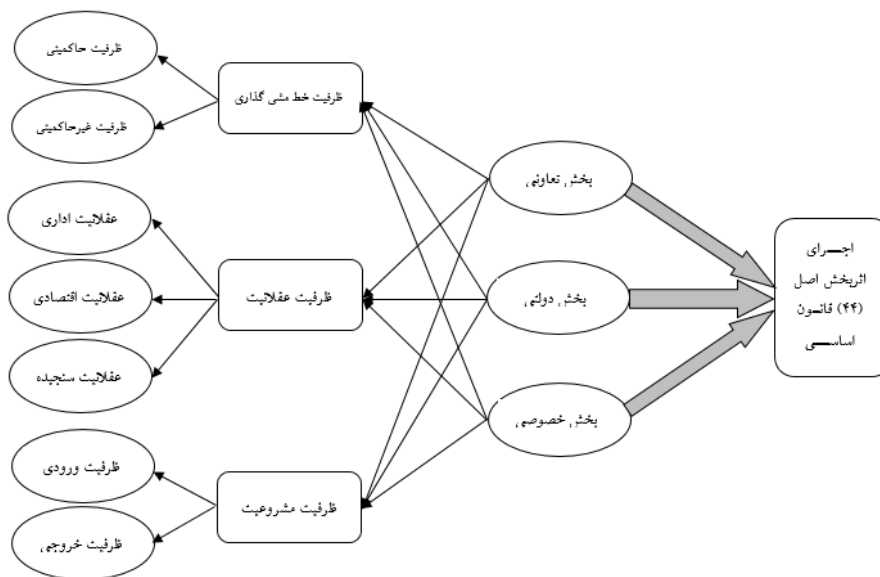 اجرای
اثربخش اصل
(۴۴) قانون
اساسی
بخش تعاونی
بخش دولتی
بخش خصوصی
ظرفیت خط مشی گذاری
ظرفیت عقلانیت
ظرفیت مشروعیت
ظرفیت حاکمیتی
ظرفیت غیرحاکمیتی
عقلانیت اداری
عقلانیت اقتصادی
عقلانیت سنجیده
ظرفیت ورودی
ظرفیت خروجی